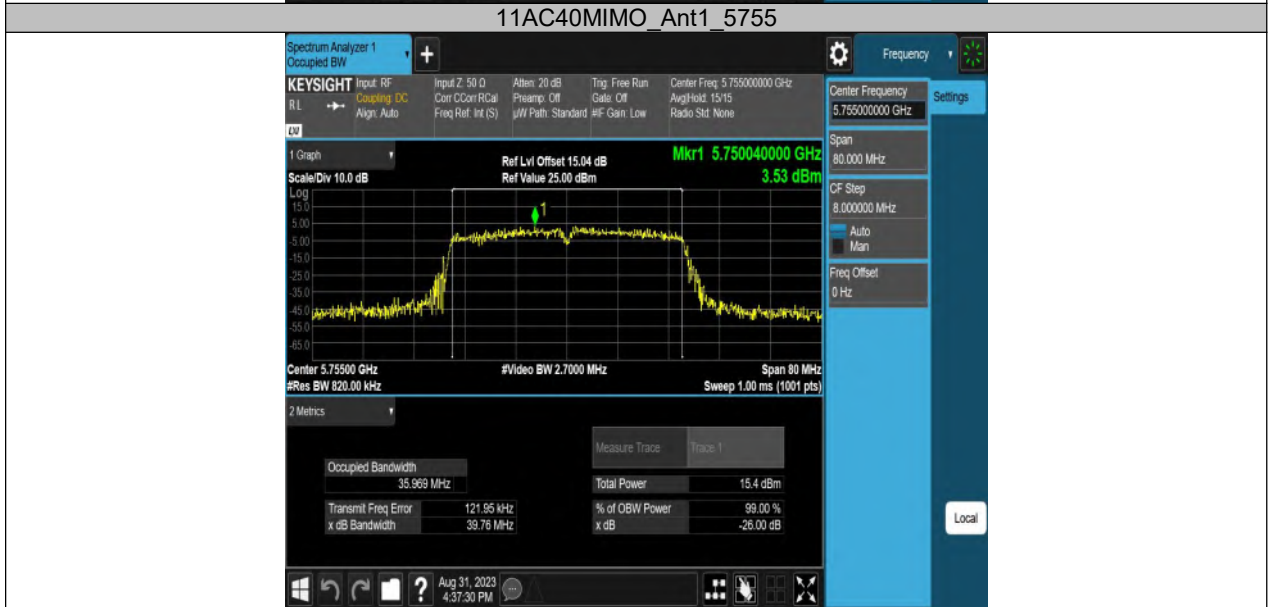 11AC40MIMO_Ant1_5755
Spectrum Analyzer 1
Occupied BW
+
Frequency
KEYSIGHT Input: RF Input Z: 50 Ω Atten: 20 dB Trig: Free Run Center Freq: 5.755000000 GHz
RL Coupling: DC Corr CCorr RCal Preamp: Off Gate: Off Avg|Hold: 15/15
Align: Auto Freq Ref: Int (S) µW Path: Standard #IF Gain: Low Radio Std: None
LXI
Center Frequency
5.755000000 GHz
Settings
Span
80.000 MHz
CF Step
8.000000 MHz
Auto
Man
Freq Offset
0 Hz
Local
1 Graph
Ref Lvl Offset 15.04 dB
Mkr1 5.750040000 GHz
Scale/Div 10.0 dB
Ref Value 25.00 dBm
3.53 dBm
Log
15.0
5.00
-5.00
-15.0
-25.0
-35.0
-45.0
-55.0
-65.0
1
Center 5.75500 GHz #Video BW 2.7000 MHz Span 80 MHz
#Res BW 820.00 kHz Sweep 1.00 ms (1001 pts)
2 Metrics
Measure Trace Trace 1
Occupied Bandwidth
35.969 MHz
Total Power 15.4 dBm
Transmit Freq Error 121.95 kHz % of OBW Power 99.00 %
x dB Bandwidth 39.76 MHz x dB -26.00 dB
? Aug 31, 2023
4:37:30 PM